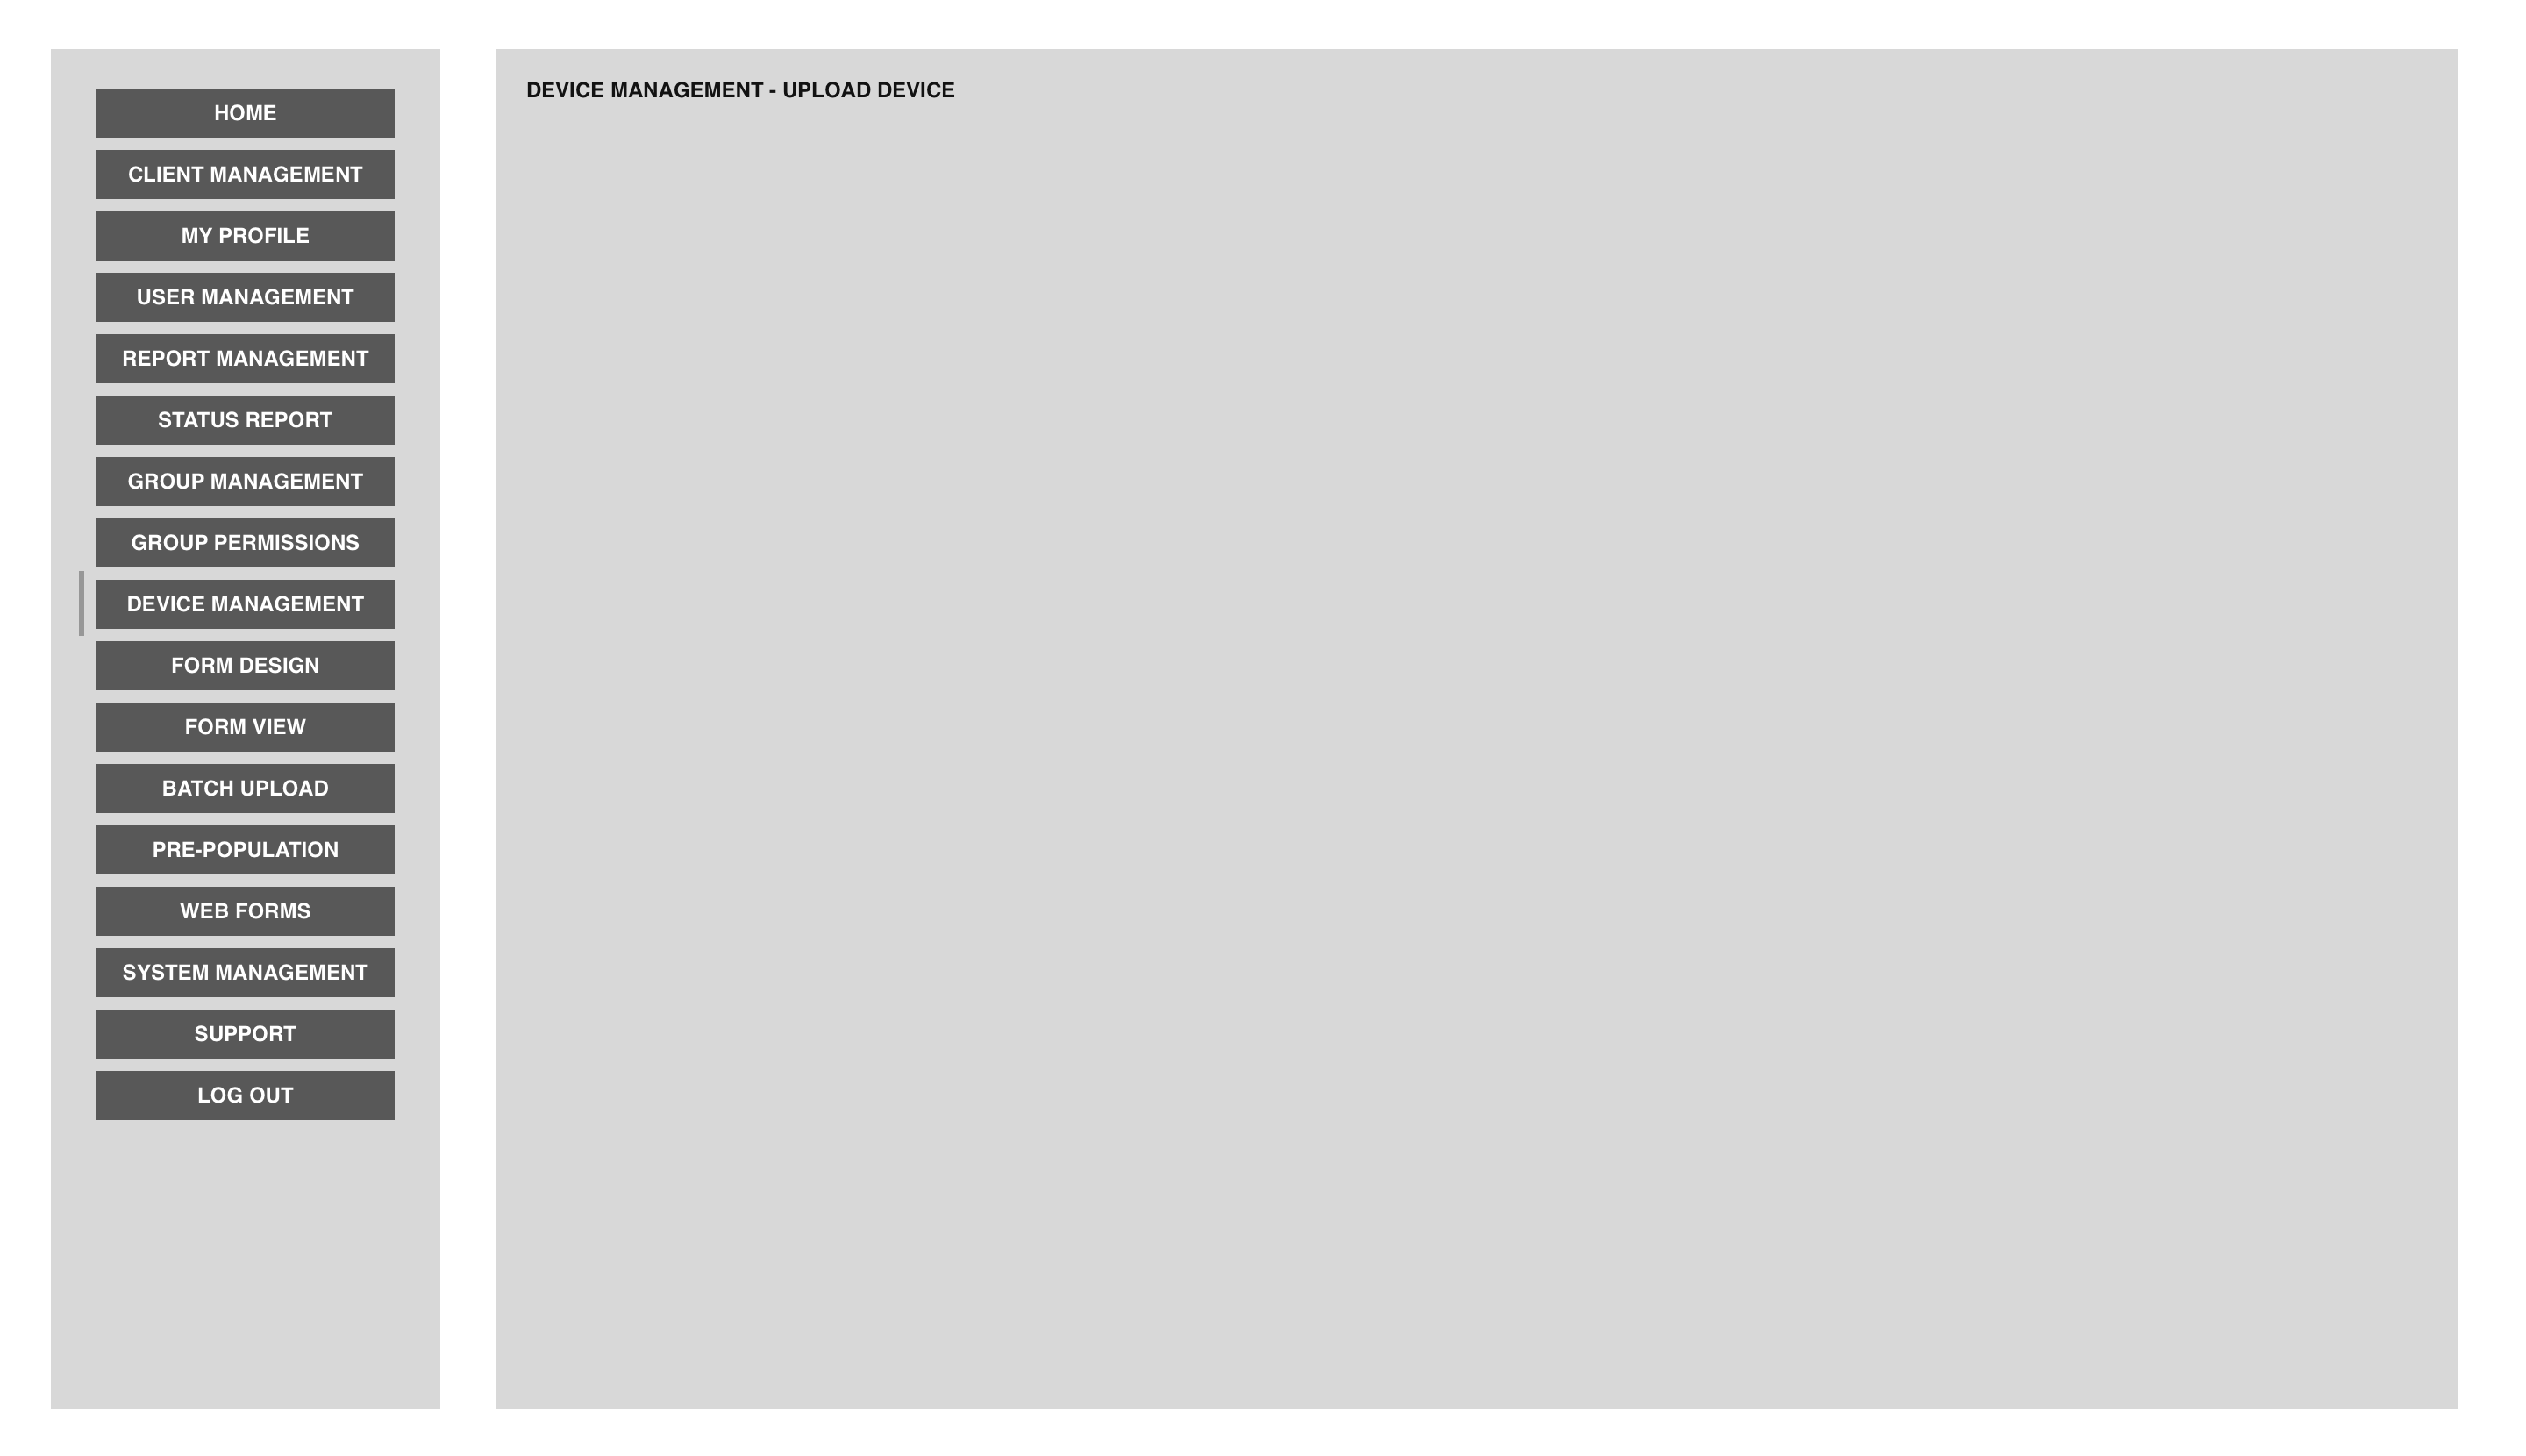 HOME
CLIENT MANAGEMENT
MY PROFILE
USER MANAGEMENT
REPORT MANAGEMENT
STATUS REPORT
GROUP MANAGEMENT
GROUP PERMISSIONS
DEVICE MANAGEMENT
FORM DESIGN
FORM VIEW
BATCH UPLOAD
PRE-POPULATION
WEB FORMS
SYSTEM MANAGEMENT
SUPPORT
LOG OUT
DEVICE MANAGEMENT - UPLOAD DEVICE